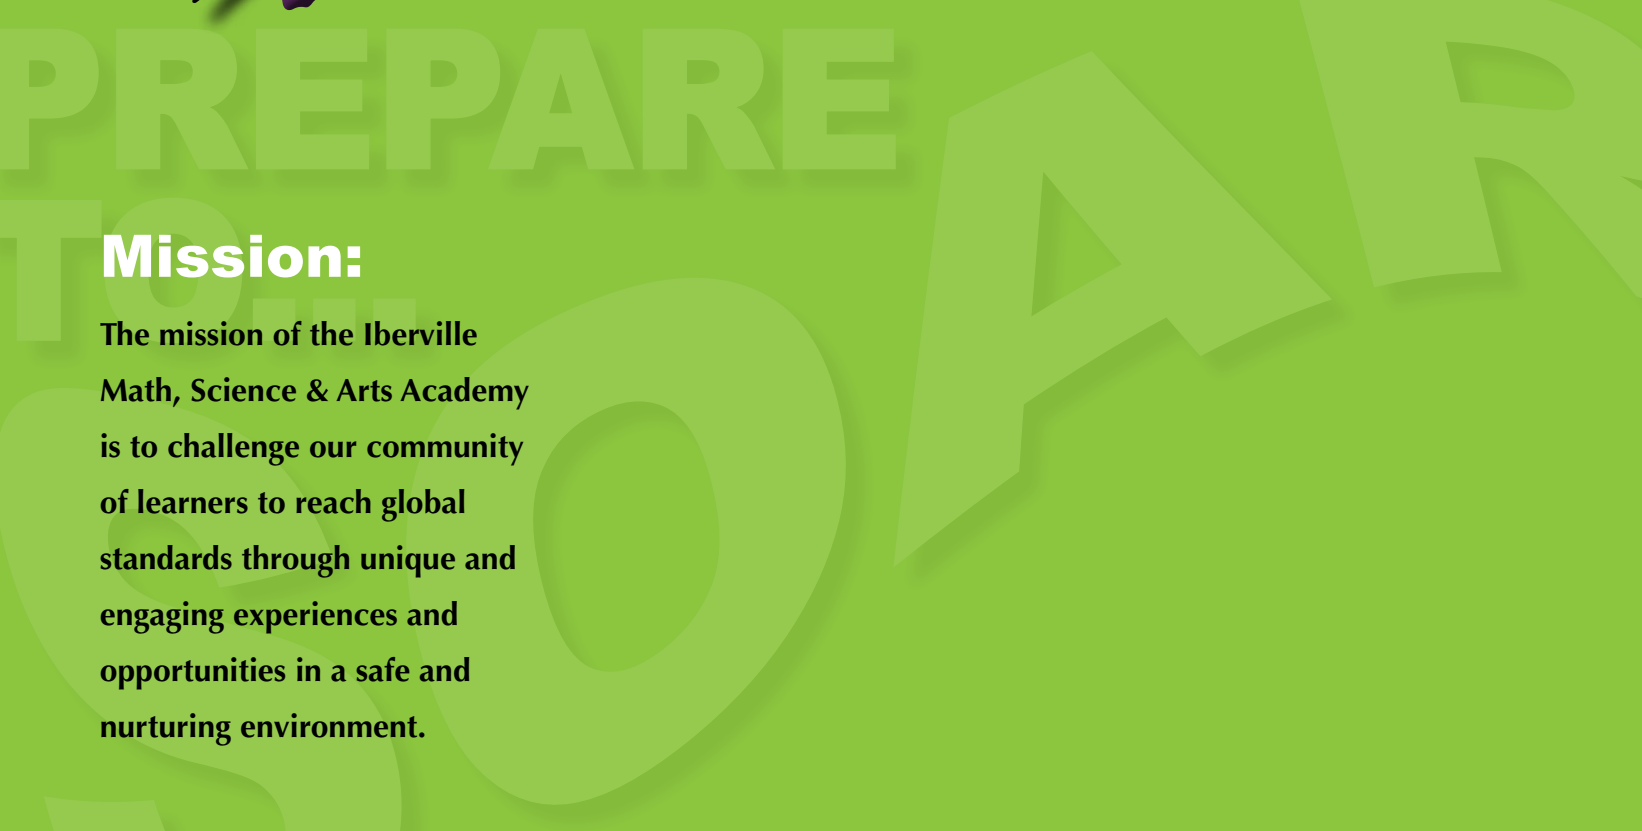 PREPARE
TO...
SOAR
Mission:
The mission of the Iberville
Math, Science & Arts Academy
is to challenge our community
of learners to reach global
standards through unique and
engaging experiences and
opportunities in a safe and
nurturing environment.